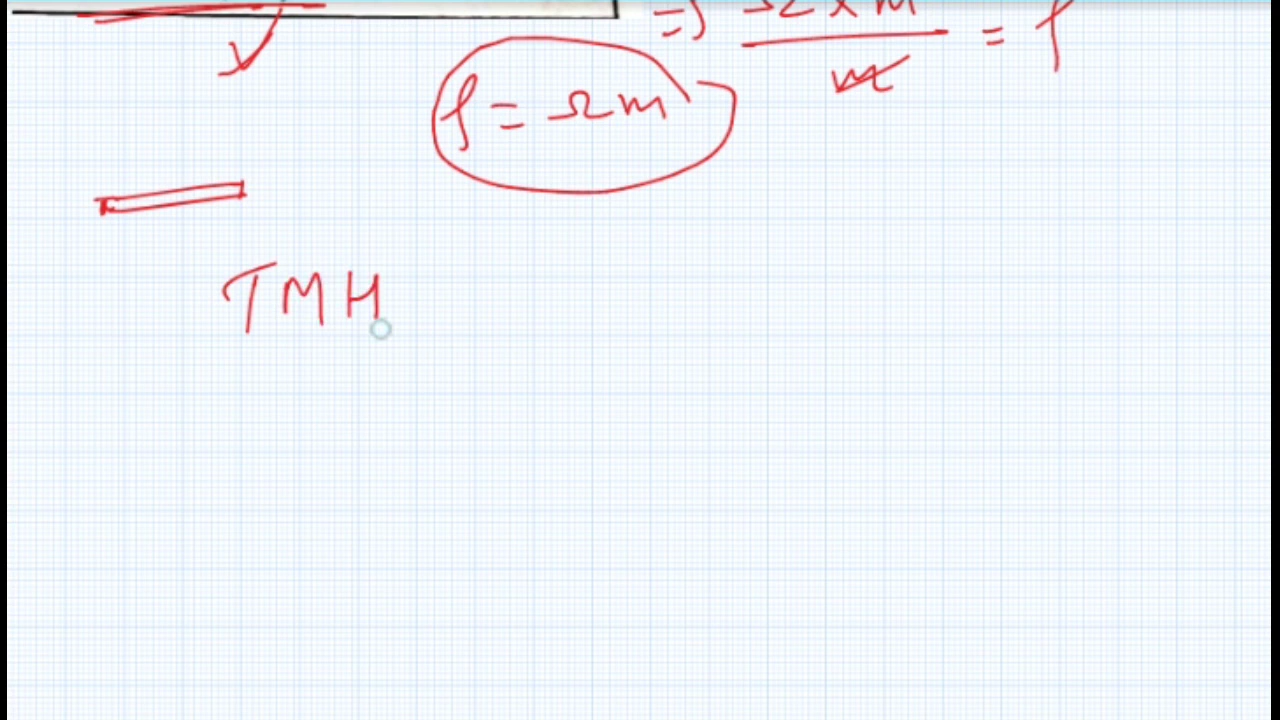 ⇒ Ω × m / m = ρ
ρ = Ωm
TMH